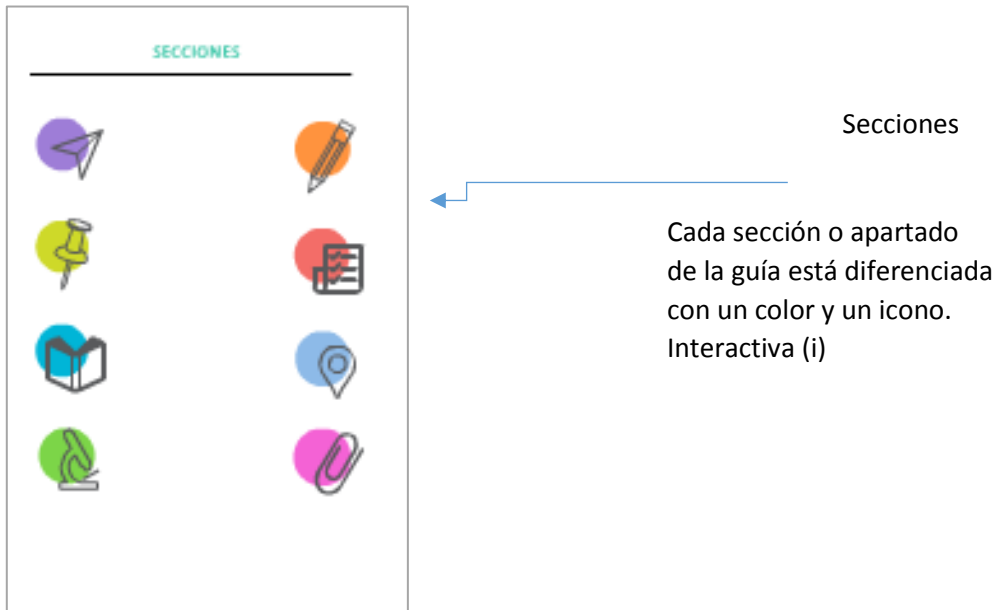 SECCIONES
Secciones
Cada sección o apartado
de la guía está diferenciada
con un color y un icono.
Interactiva (i)